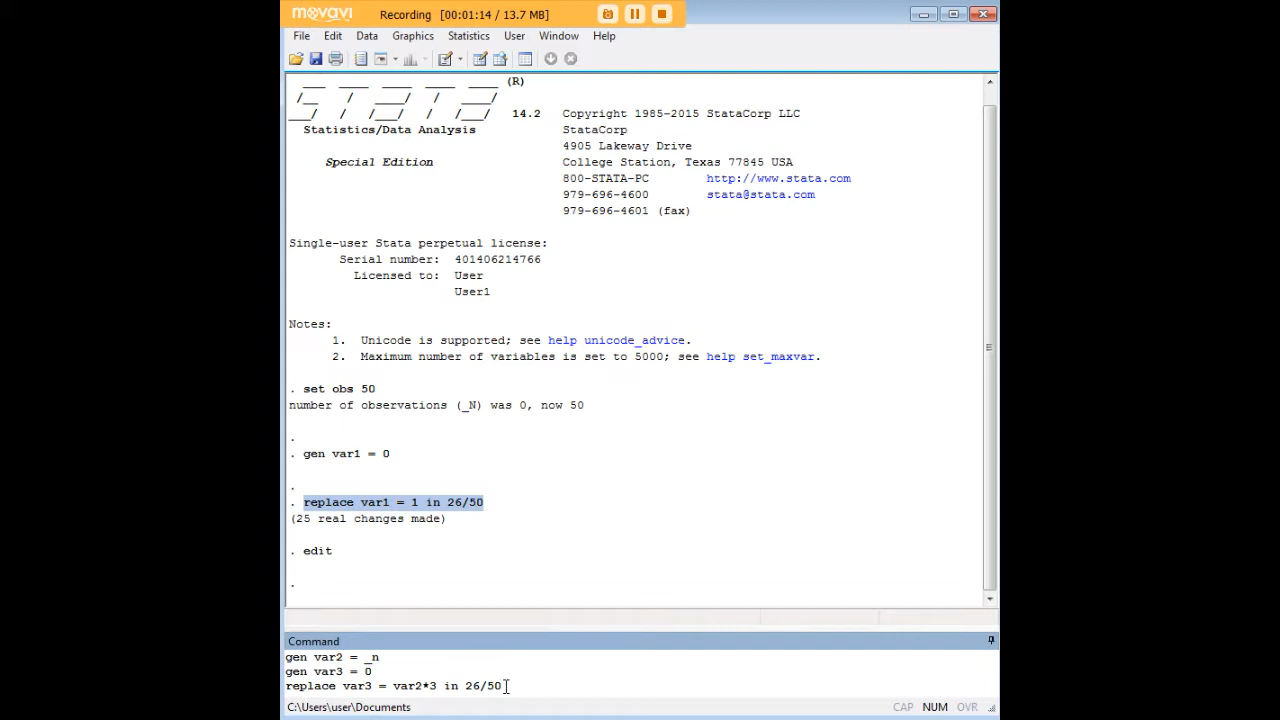 movavi Recording [00:01:14 / 13.7 MB]
File Edit Data Graphics Statistics User Window Help
(R)
14.2 Copyright 1985-2015 StataCorp LLC
Statistics/Data Analysis StataCorp
4905 Lakeway Drive
Special Edition College Station, Texas 77845 USA
800-STATA-PC http://www.stata.com
979-696-4600 stata@stata.com
979-696-4601 (fax)
Single-user Stata perpetual license:
Serial number: 401406214766
Licensed to: User
User1
Notes:
1. Unicode is supported; see help unicode_advice.
2. Maximum number of variables is set to 5000; see help set_maxvar.
. set obs 50
number of observations (_N) was 0, now 50
.
. gen var1 = 0
.
. replace var1 = 1 in 26/50
(25 real changes made)
. edit
.
Command
gen var2 = _n
gen var3 = 0
replace var3 = var2*3 in 26/50
C:\Users\user\Documents CAP NUM OVR